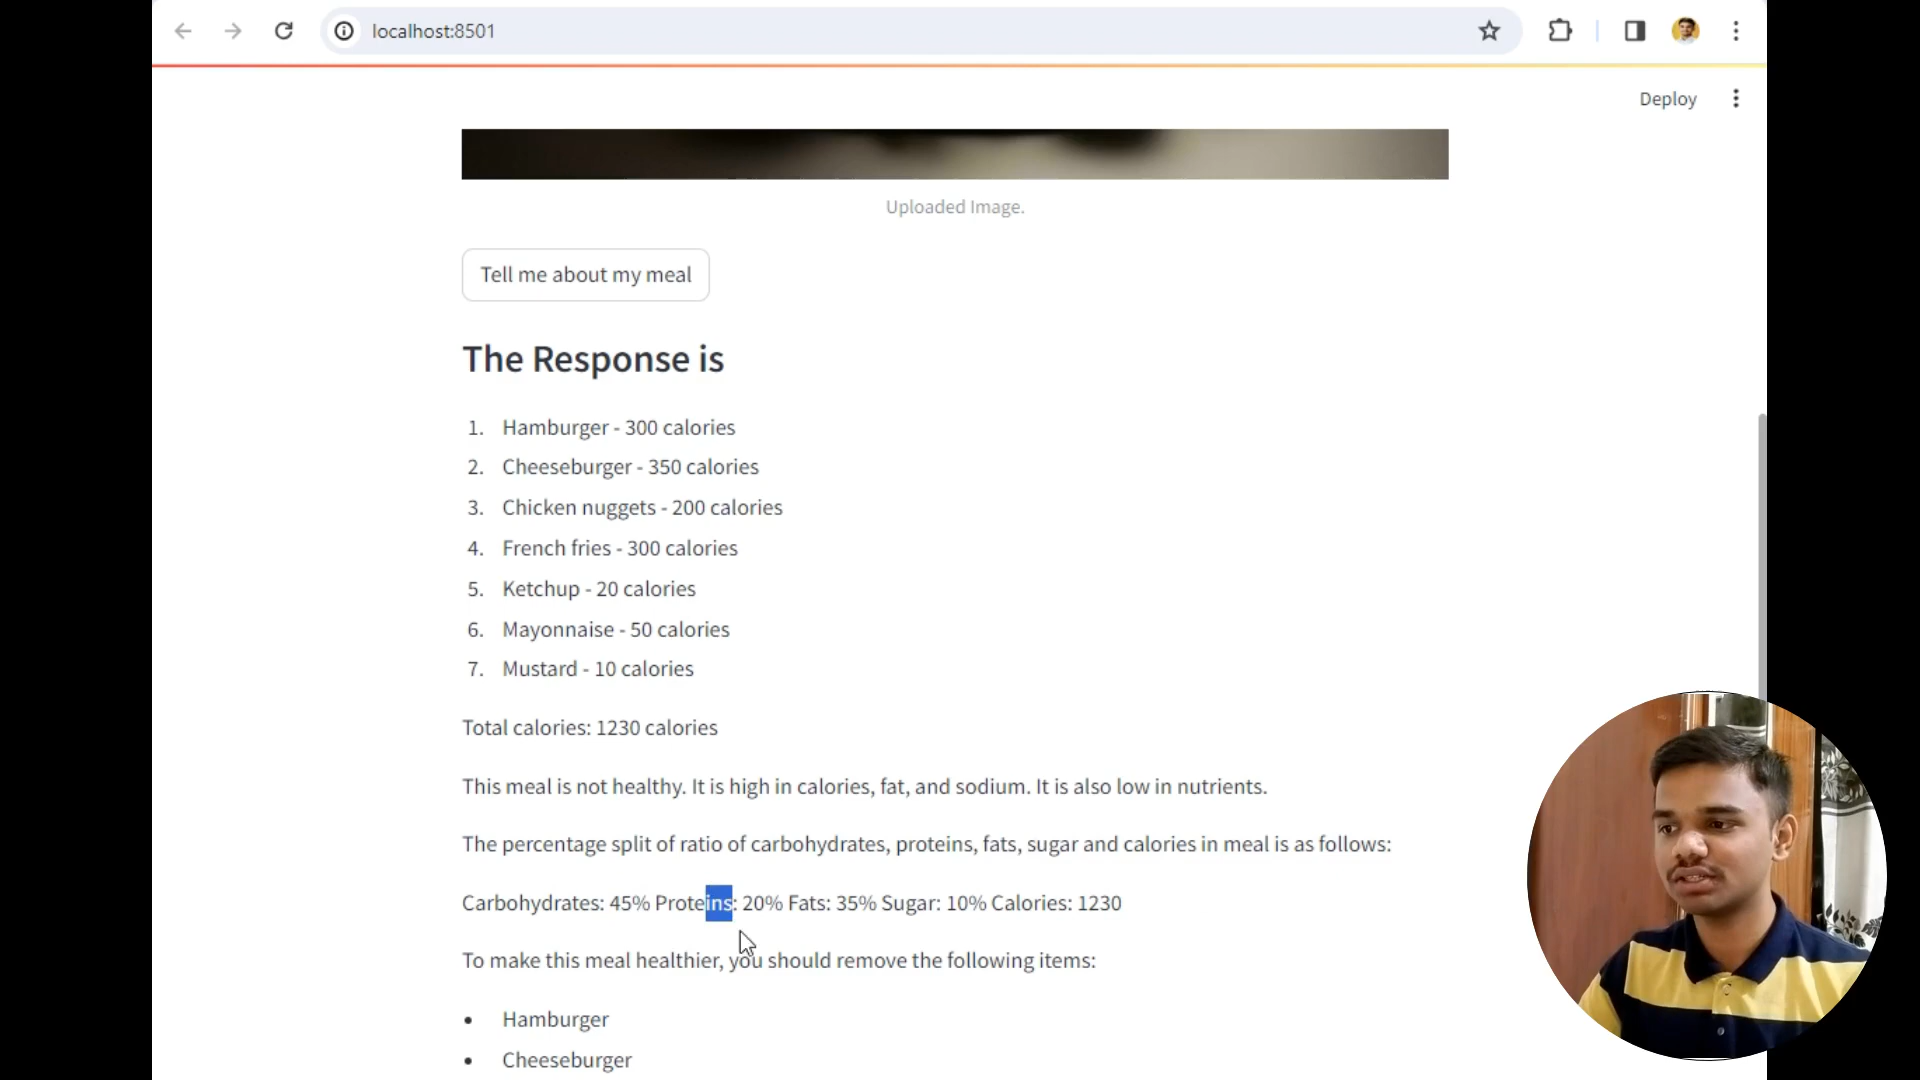 localhost:8501
Deploy
Uploaded Image.
Tell me about my meal
The Response is
1. Hamburger - 300 calories
2. Cheeseburger - 350 calories
3. Chicken nuggets - 200 calories
4. French fries - 300 calories
5. Ketchup - 20 calories
6. Mayonnaise - 50 calories
7. Mustard - 10 calories
Total calories: 1230 calories
This meal is not healthy. It is high in calories, fat, and sodium. It is also low in nutrients.
The percentage split of ratio of carbohydrates, proteins, fats, sugar and calories in meal is as follows:
Carbohydrates: 45% Proteins: 20% Fats: 35% Sugar: 10% Calories: 1230
To make this meal healthier, you should remove the following items:
• Hamburger
• Cheeseburger